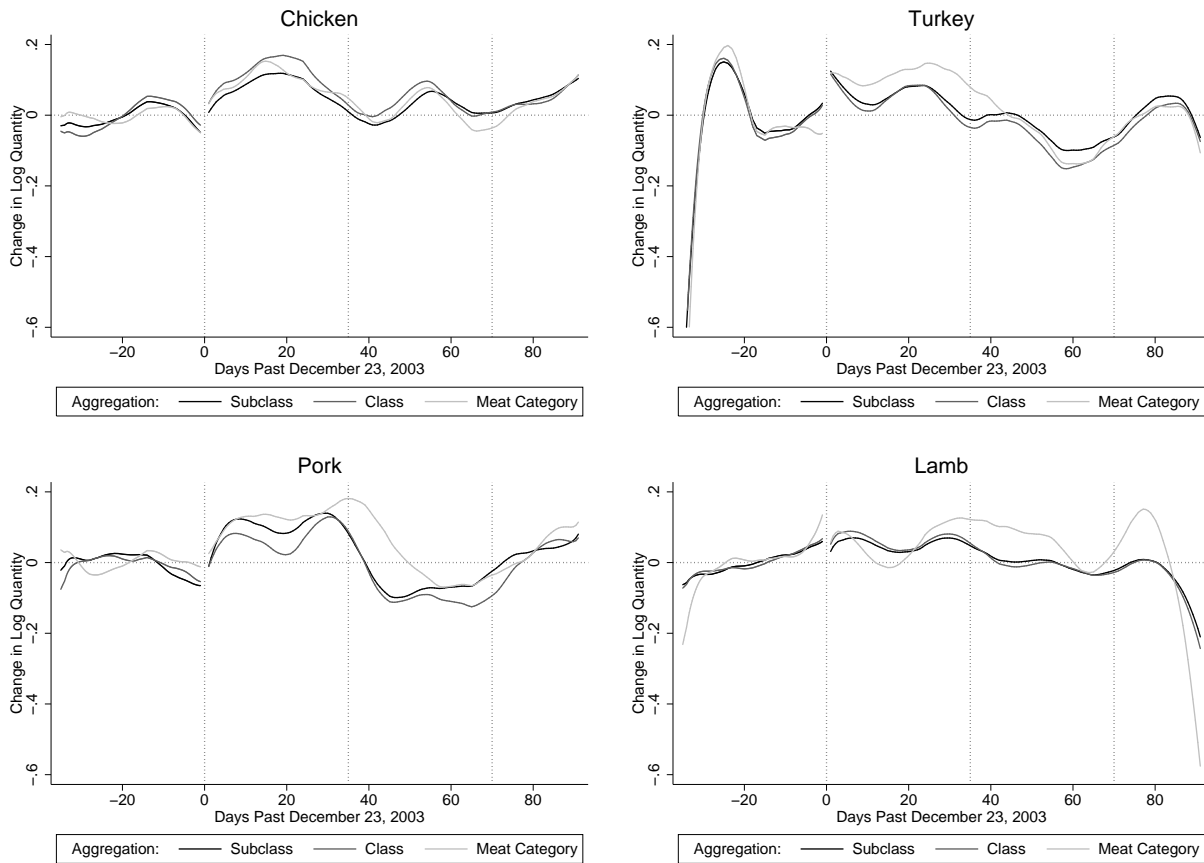 Chicken
Change in Log Quantity
.2
0
−.2
−.4
−.6
−20 0 20 40 60 80
Days Past December 23, 2003
Aggregation: Subclass Class Meat Category
Turkey
Change in Log Quantity
.2
0
−.2
−.4
−.6
−20 0 20 40 60 80
Days Past December 23, 2003
Aggregation: Subclass Class Meat Category
Pork
Change in Log Quantity
.2
0
−.2
−.4
−.6
−20 0 20 40 60 80
Days Past December 23, 2003
Aggregation: Subclass Class Meat Category
Lamb
Change in Log Quantity
.2
0
−.2
−.4
−.6
−20 0 20 40 60 80
Days Past December 23, 2003
Aggregation: Subclass Class Meat Category